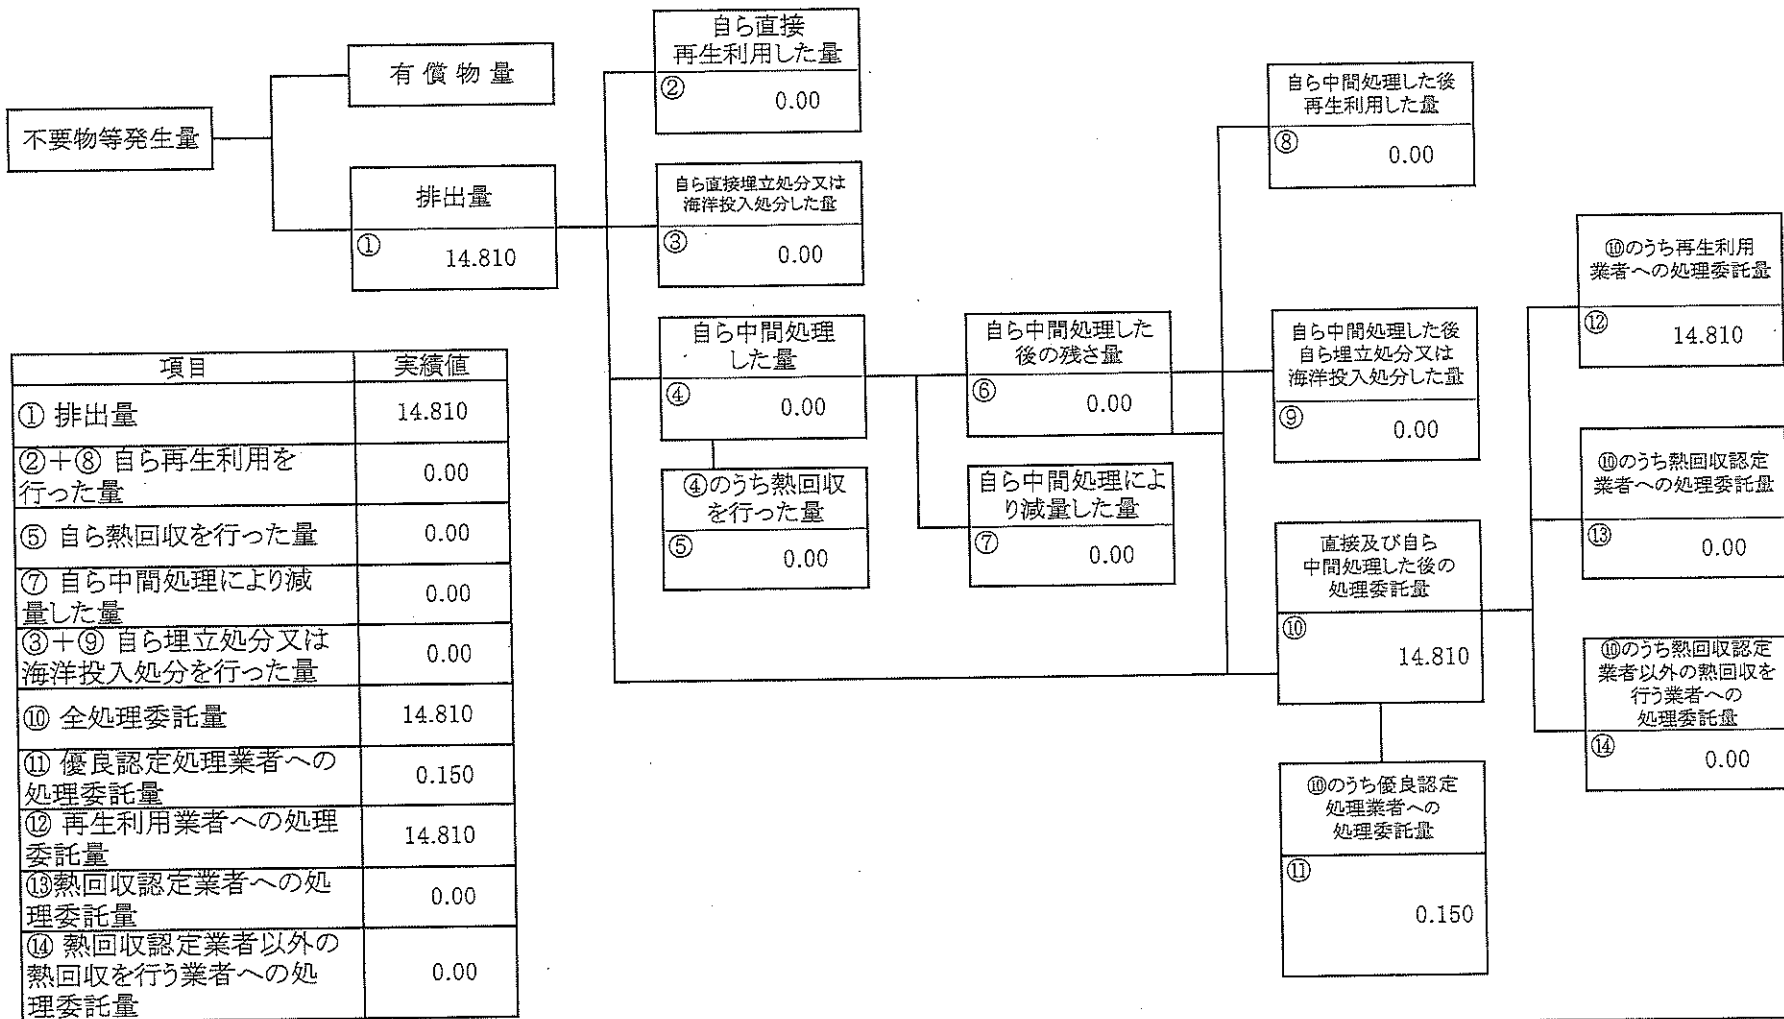 不要物等発生量
有償物量
排出量
①
14.810
自ら直接
再生利用した量
②
0.00
自ら直接埋立処分又は
海洋投入処分した量
③
0.00
自ら中間処理
した量
④
0.00
④のうち熱回収
を行った量
⑤
0.00
自ら中間処理した
後の残さ量
⑥
0.00
自ら中間処理によ
り減量した量
⑦
0.00
自ら中間処理した後
再生利用した量
⑧
0.00
自ら中間処理した後
自ら埋立処分又は
海洋投入処分した量
⑨
0.00
直接及び自ら
中間処理した後の
処理委託量
⑩
14.810
⑩のうち優良認定
処理業者への
処理委託量
⑪
0.150
⑩のうち再生利用
業者への処理委託量
⑫
14.810
⑩のうち熱回収認定
業者への処理委託量
⑬
0.00
⑩のうち熱回収認定
業者以外の熱回収を
行う業者への
処理委託量
⑭
0.00
項目 実績値
① 排出量 14.810
②+⑧ 自ら再生利用を
行った量 0.00
⑤ 自ら熱回収を行った量 0.00
⑦ 自ら中間処理により減
量した量 0.00
③+⑨ 自ら埋立処分又は
海洋投入処分を行った量 0.00
⑩ 全処理委託量 14.810
⑪ 優良認定処理業者への
処理委託量 0.150
⑫ 再生利用業者への処理
委託量 14.810
⑬熱回収認定業者への処
理委託量 0.00
⑭ 熱回収認定業者以外の
熱回収を行う業者への処
理委託量 0.00